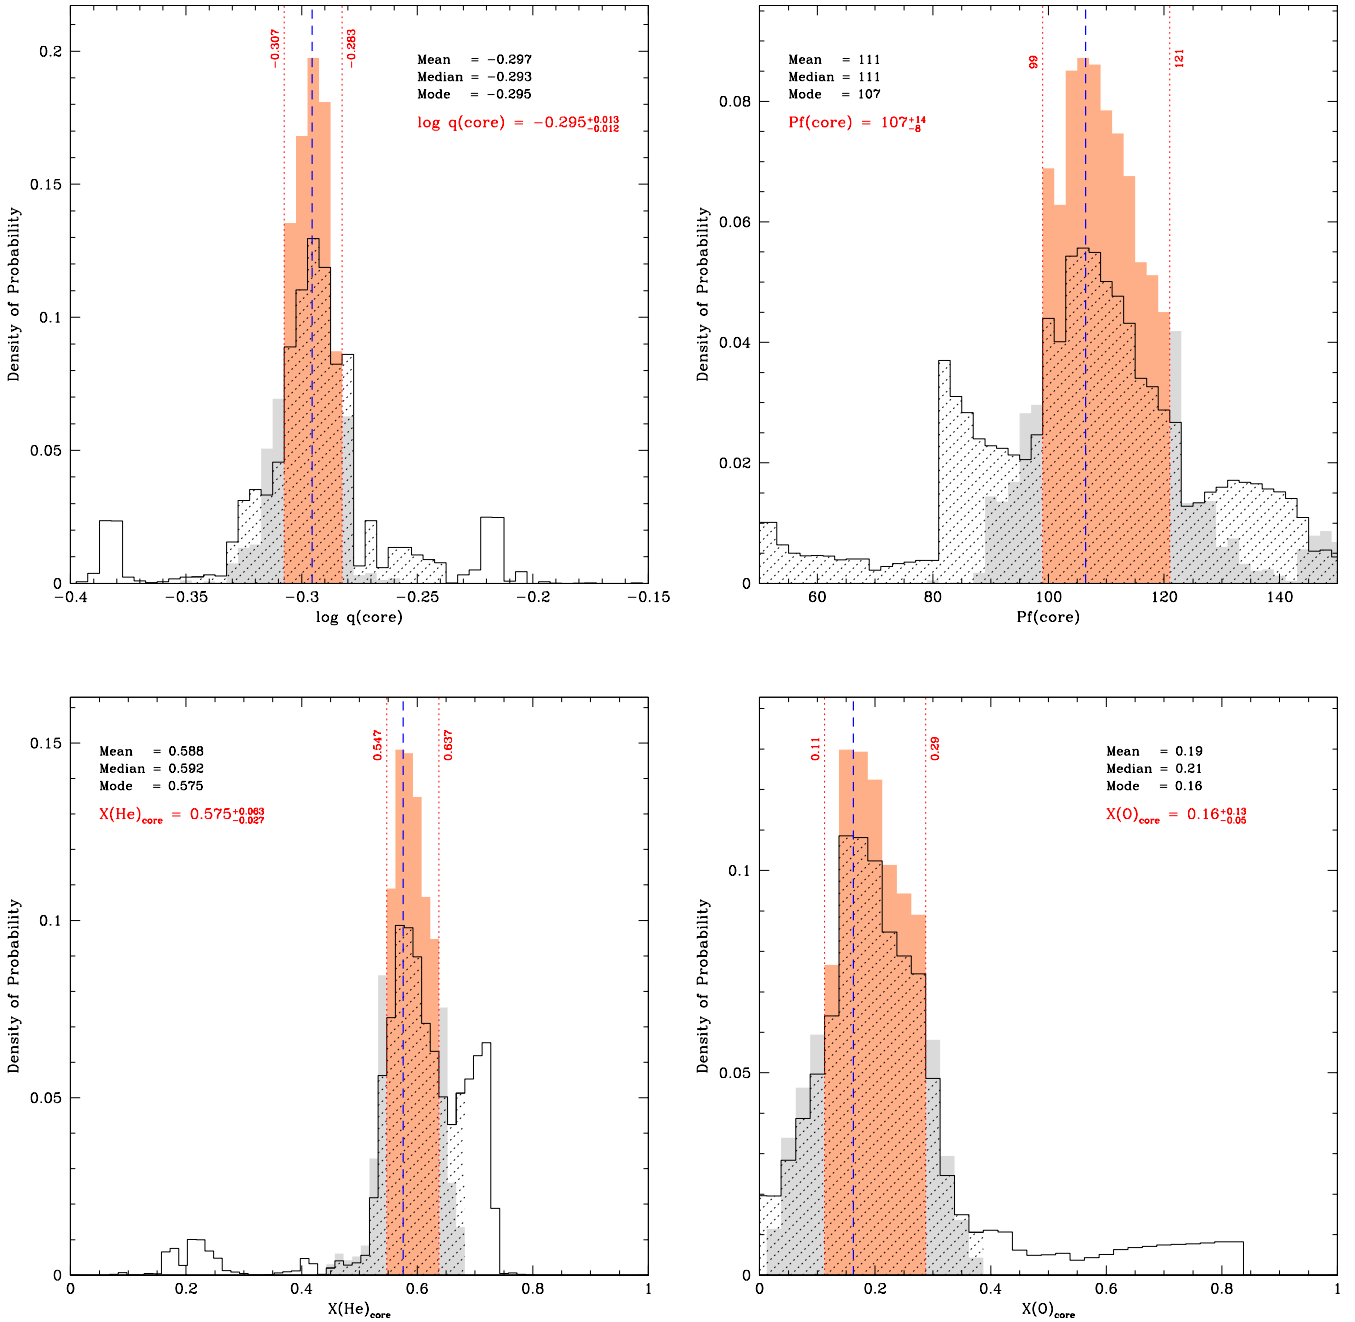 −0.307
−0.283
Mean = −0.297
Median = −0.293
Mode = −0.295
log q(core) = −0.295+0.013 −0.012
Density of Probability
0.2
0.15
0.1
0.05
0
−0.4 −0.35 −0.3 −0.25 −0.2 −0.15
log q(core)
99
121
Mean = 111
Median = 111
Mode = 107
Pf(core) = 107+14 −8
Density of Probability
0.08
0.06
0.04
0.02
0
60 80 100 120 140
Pf(core)
0.547
0.637
Mean = 0.588
Median = 0.592
Mode = 0.575
X(He)core = 0.575+0.063 −0.027
Density of Probability
0.15
0.1
0.05
0
0 0.2 0.4 0.6 0.8 1
X(He)core
0.11
0.29
Mean = 0.19
Median = 0.21
Mode = 0.16
X(O)core = 0.16+0.13 −0.05
Density of Probability
0.1
0.05
0
0 0.2 0.4 0.6 0.8 1
X(O)core